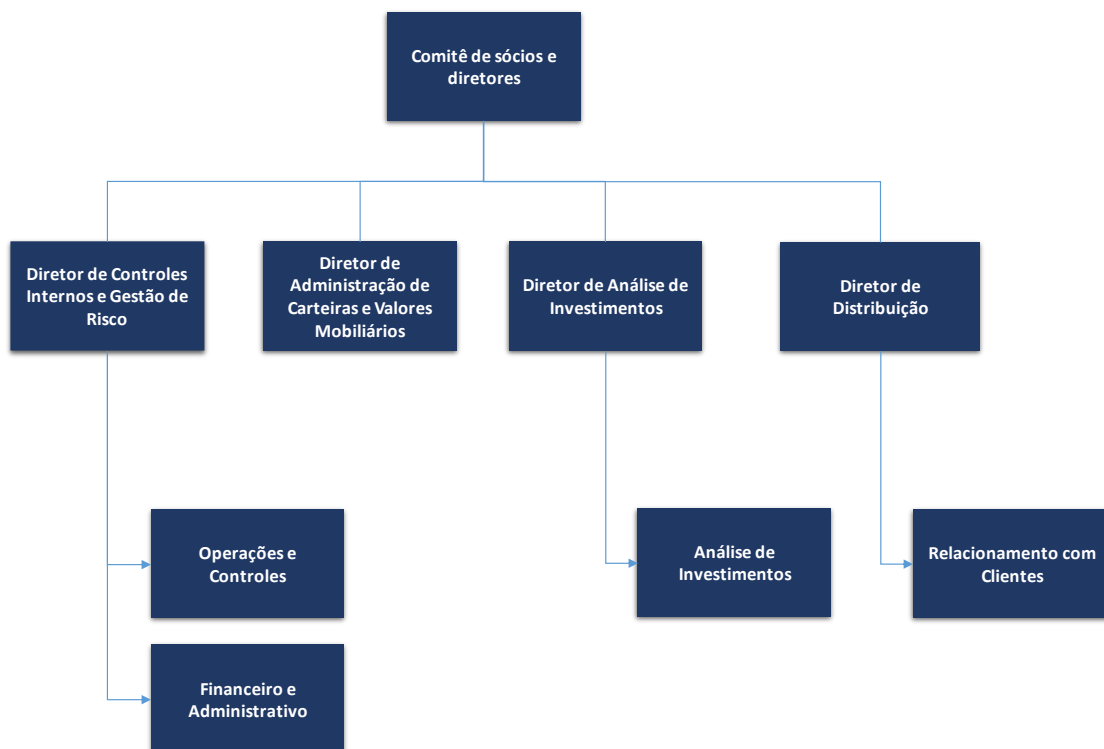 Comitê de sócios e
diretores
Diretor de Controles
Internos e Gestão de
Risco
Diretor de
Administração de
Carteiras e Valores
Mobiliários
Diretor de Análise de
Investimentos
Diretor de
Distribuição
Operações e
Controles
Análise de
Investimentos
Relacionamento com
Clientes
Financeiro e
Administrativo